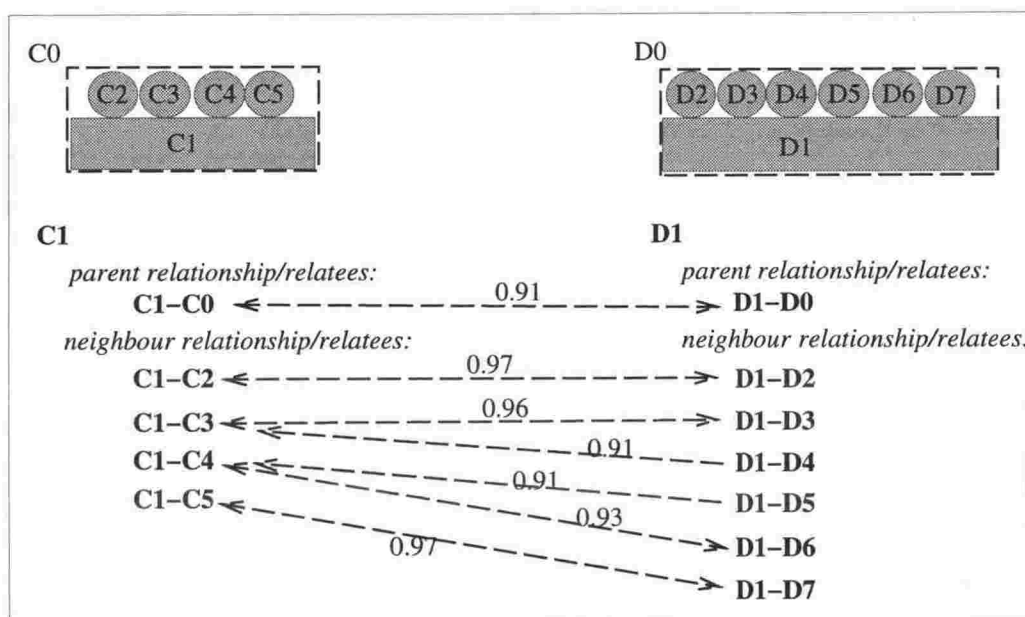 C0 D0
C2 C3 C4 C5 D2 D3 D4 D5 D6 D7
C1 D1
C1 D1
parent relationship/relatees: parent relationship/relatees:
C1–C0 0.91 D1–D0
neighbour relationship/relatees: neighbour relationship/relatees:
C1–C2 0.97 D1–D2
C1–C3 0.96 D1–D3
0.91 D1–D4
C1–C4 0.91 D1–D5
C1–C5 0.93 D1–D6
0.97 D1–D7